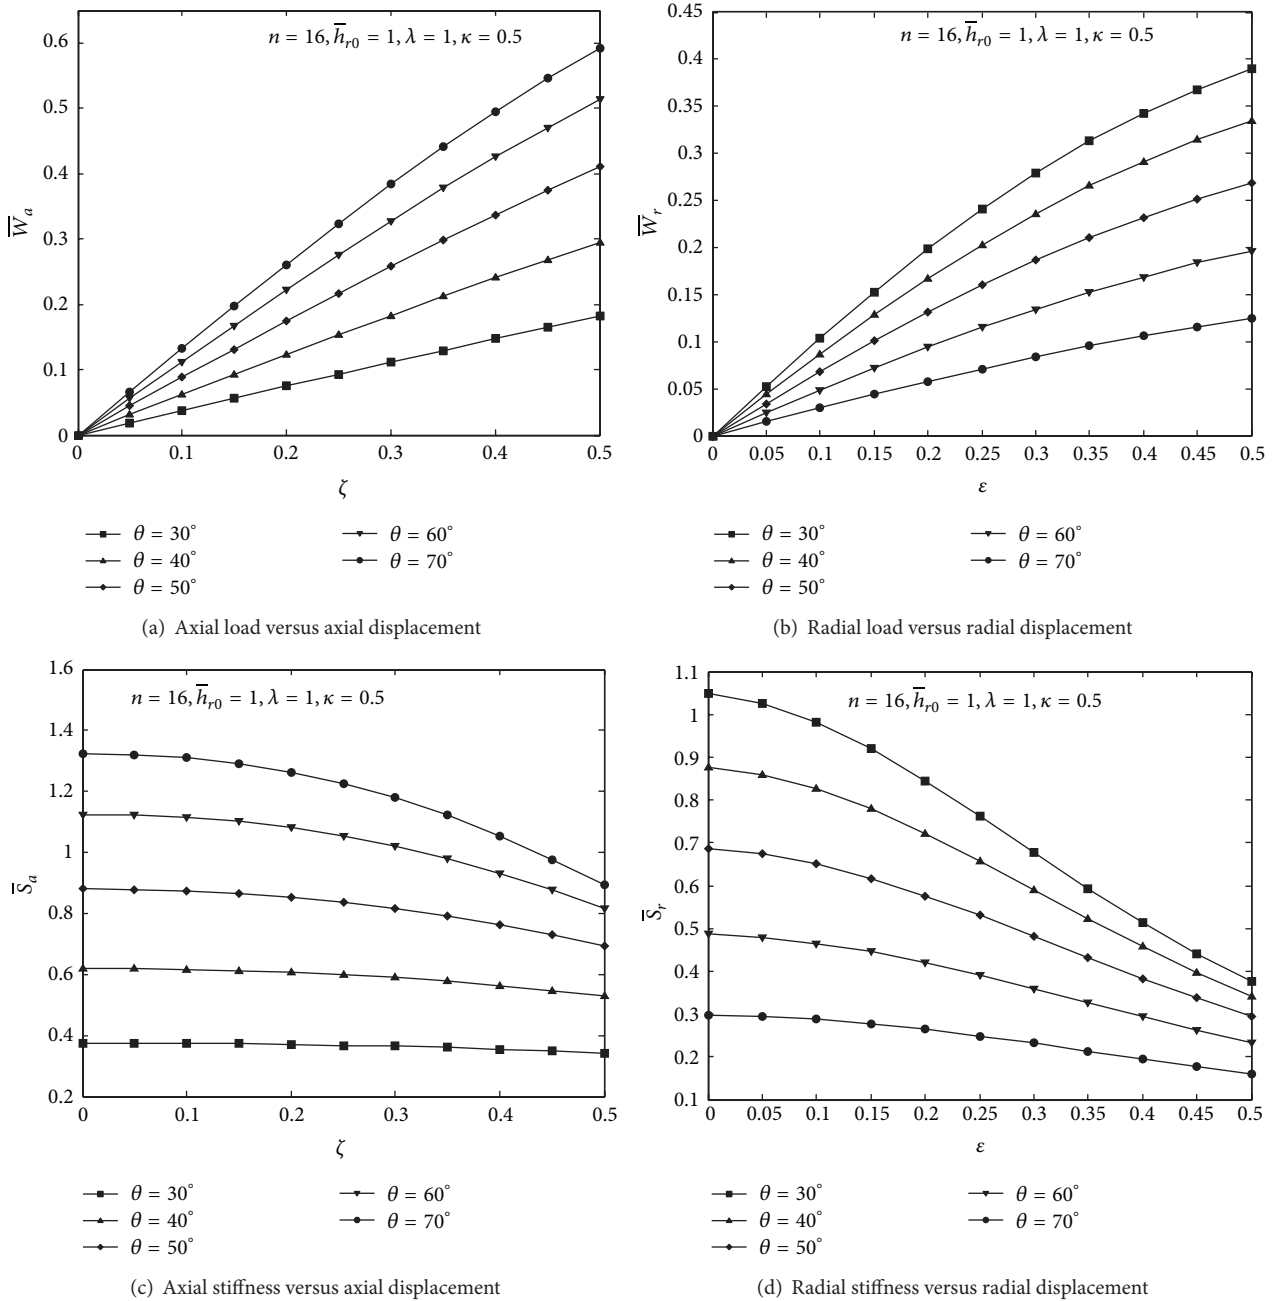 n = 16, h̅r0 = 1, λ = 1, κ = 0.5
0.6
0.5
0.4
0.3
0.2
0.1
0
W̅a
0 0.1 0.2 0.3 0.4 0.5
ζ
θ = 30°
θ = 40°
θ = 50°
θ = 60°
θ = 70°
(a) Axial load versus axial displacement
n = 16, h̅r0 = 1, λ = 1, κ = 0.5
0.45
0.4
0.35
0.3
0.25
0.2
0.15
0.1
0.05
0
W̅r
0 0.05 0.1 0.15 0.2 0.25 0.3 0.35 0.4 0.45 0.5
ε
θ = 30°
θ = 40°
θ = 50°
θ = 60°
θ = 70°
(b) Radial load versus radial displacement
n = 16, h̅r0 = 1, λ = 1, κ = 0.5
1.6
1.4
1.2
1
0.8
0.6
0.4
0.2
S̅a
0 0.1 0.2 0.3 0.4 0.5
ζ
θ = 30°
θ = 40°
θ = 50°
θ = 60°
θ = 70°
(c) Axial stiffness versus axial displacement
n = 16, h̅r0 = 1, λ = 1, κ = 0.5
1.1
1
0.9
0.8
0.7
0.6
0.5
0.4
0.3
0.2
0.1
S̅r
0 0.05 0.1 0.15 0.2 0.25 0.3 0.35 0.4 0.45 0.5
ε
θ = 30°
θ = 40°
θ = 50°
θ = 60°
θ = 70°
(d) Radial stiffness versus radial displacement